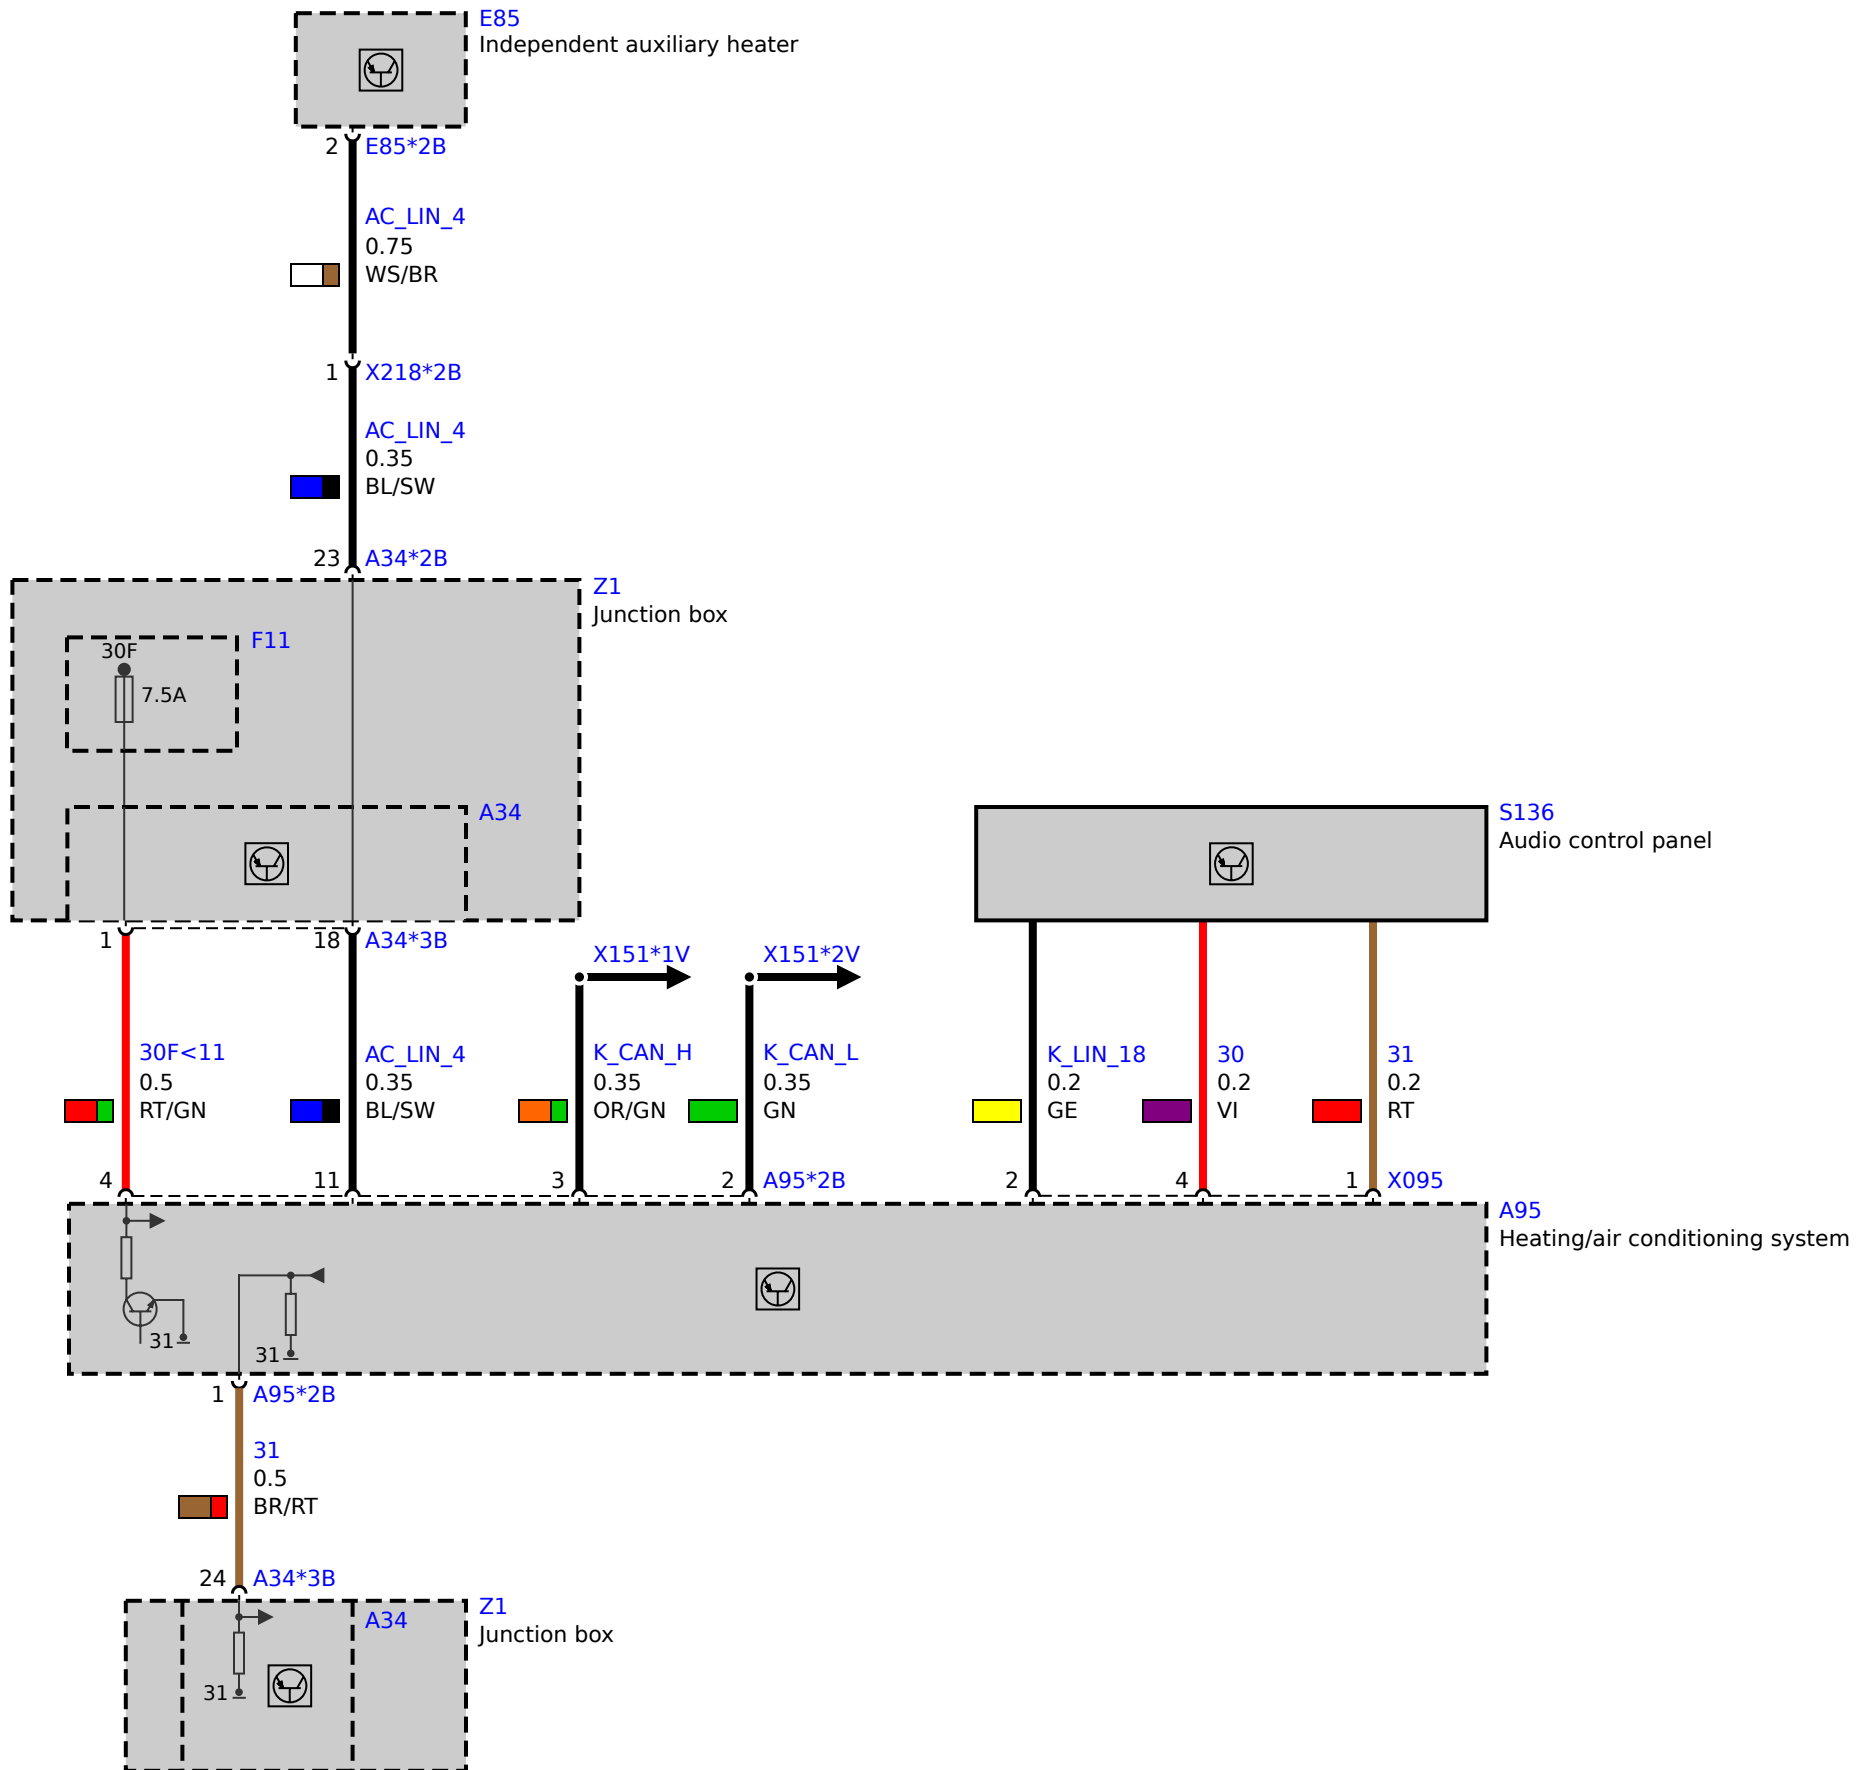 E85
Independent auxiliary heater
2 E85*2B
AC_LIN_4
0.75
WS/BR
1 X218*2B
AC_LIN_4
0.35
BL/SW
23 A34*2B
Z1
Junction box
F11
30F
7.5A
A34
S136
Audio control panel
1 18 A34*3B
X151*1V X151*2V
30F<11 AC_LIN_4 K_CAN_H K_CAN_L K_LIN_18 30 31
0.5 0.35 0.35 0.35 0.2 0.2 0.2
RT/GN BL/SW OR/GN GN GE VI RT
4 11 3 2 A95*2B 2 4 1 X095
A95
Heating/air conditioning system
31
31
1 A95*2B
31
0.5
BR/RT
24 A34*3B
Z1
A34
Junction box
31